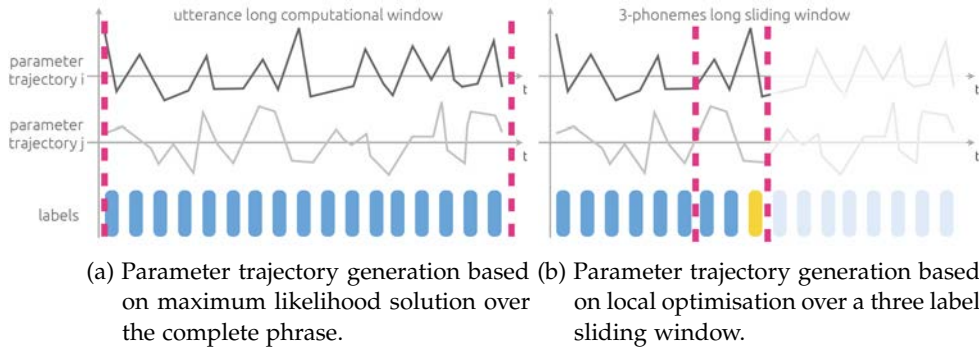 utterance long computational window
parameter
trajectory i
t
parameter
trajectory j
t
labels
(a) Parameter trajectory generation based
on maximum likelihood solution over
the complete phrase.
3-phonemes long sliding window
t
t
(b) Parameter trajectory generation based
on local optimisation over a three label
sliding window.